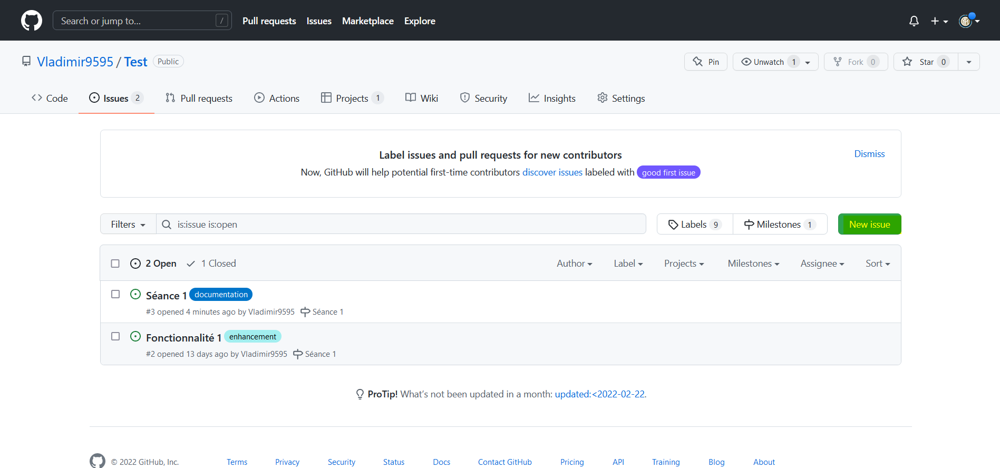 Search or jump to... / Pull requests Issues Marketplace Explore
Vladimir9595 / Test Public Pin Unwatch 1 Fork 0 Star 0
Code Issues 2 Pull requests Actions Projects 1 Wiki Security Insights Settings
Label issues and pull requests for new contributors Dismiss
Now, GitHub will help potential first-time contributors discover issues labeled with good first issue
Filters is:issue is:open Labels 9 Milestones 1 New issue
2 Open 1 Closed Author Label Projects Milestones Assignee Sort
Séance 1 documentation
#3 opened 4 minutes ago by Vladimir9595 Séance 1
Fonctionnalité 1 enhancement
#2 opened 13 days ago by Vladimir9595 Séance 1
ProTip! What's not been updated in a month: updated:<2022-02-22.
© 2022 GitHub, Inc. Terms Privacy Security Status Docs Contact GitHub Pricing API Training Blog About